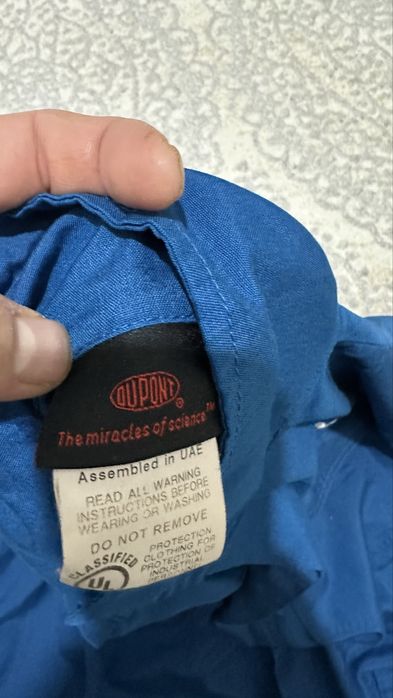 DUPONT®
The miracles of science™
Assembled in UAE
READ ALL WARNING
INSTRUCTIONS BEFORE
WEARING OR WASHING
DO NOT REMOVE
CLASSIFIED
UL
PROTECTION
CLOTHING FOR
PROTECTION OF
INDUSTRIAL